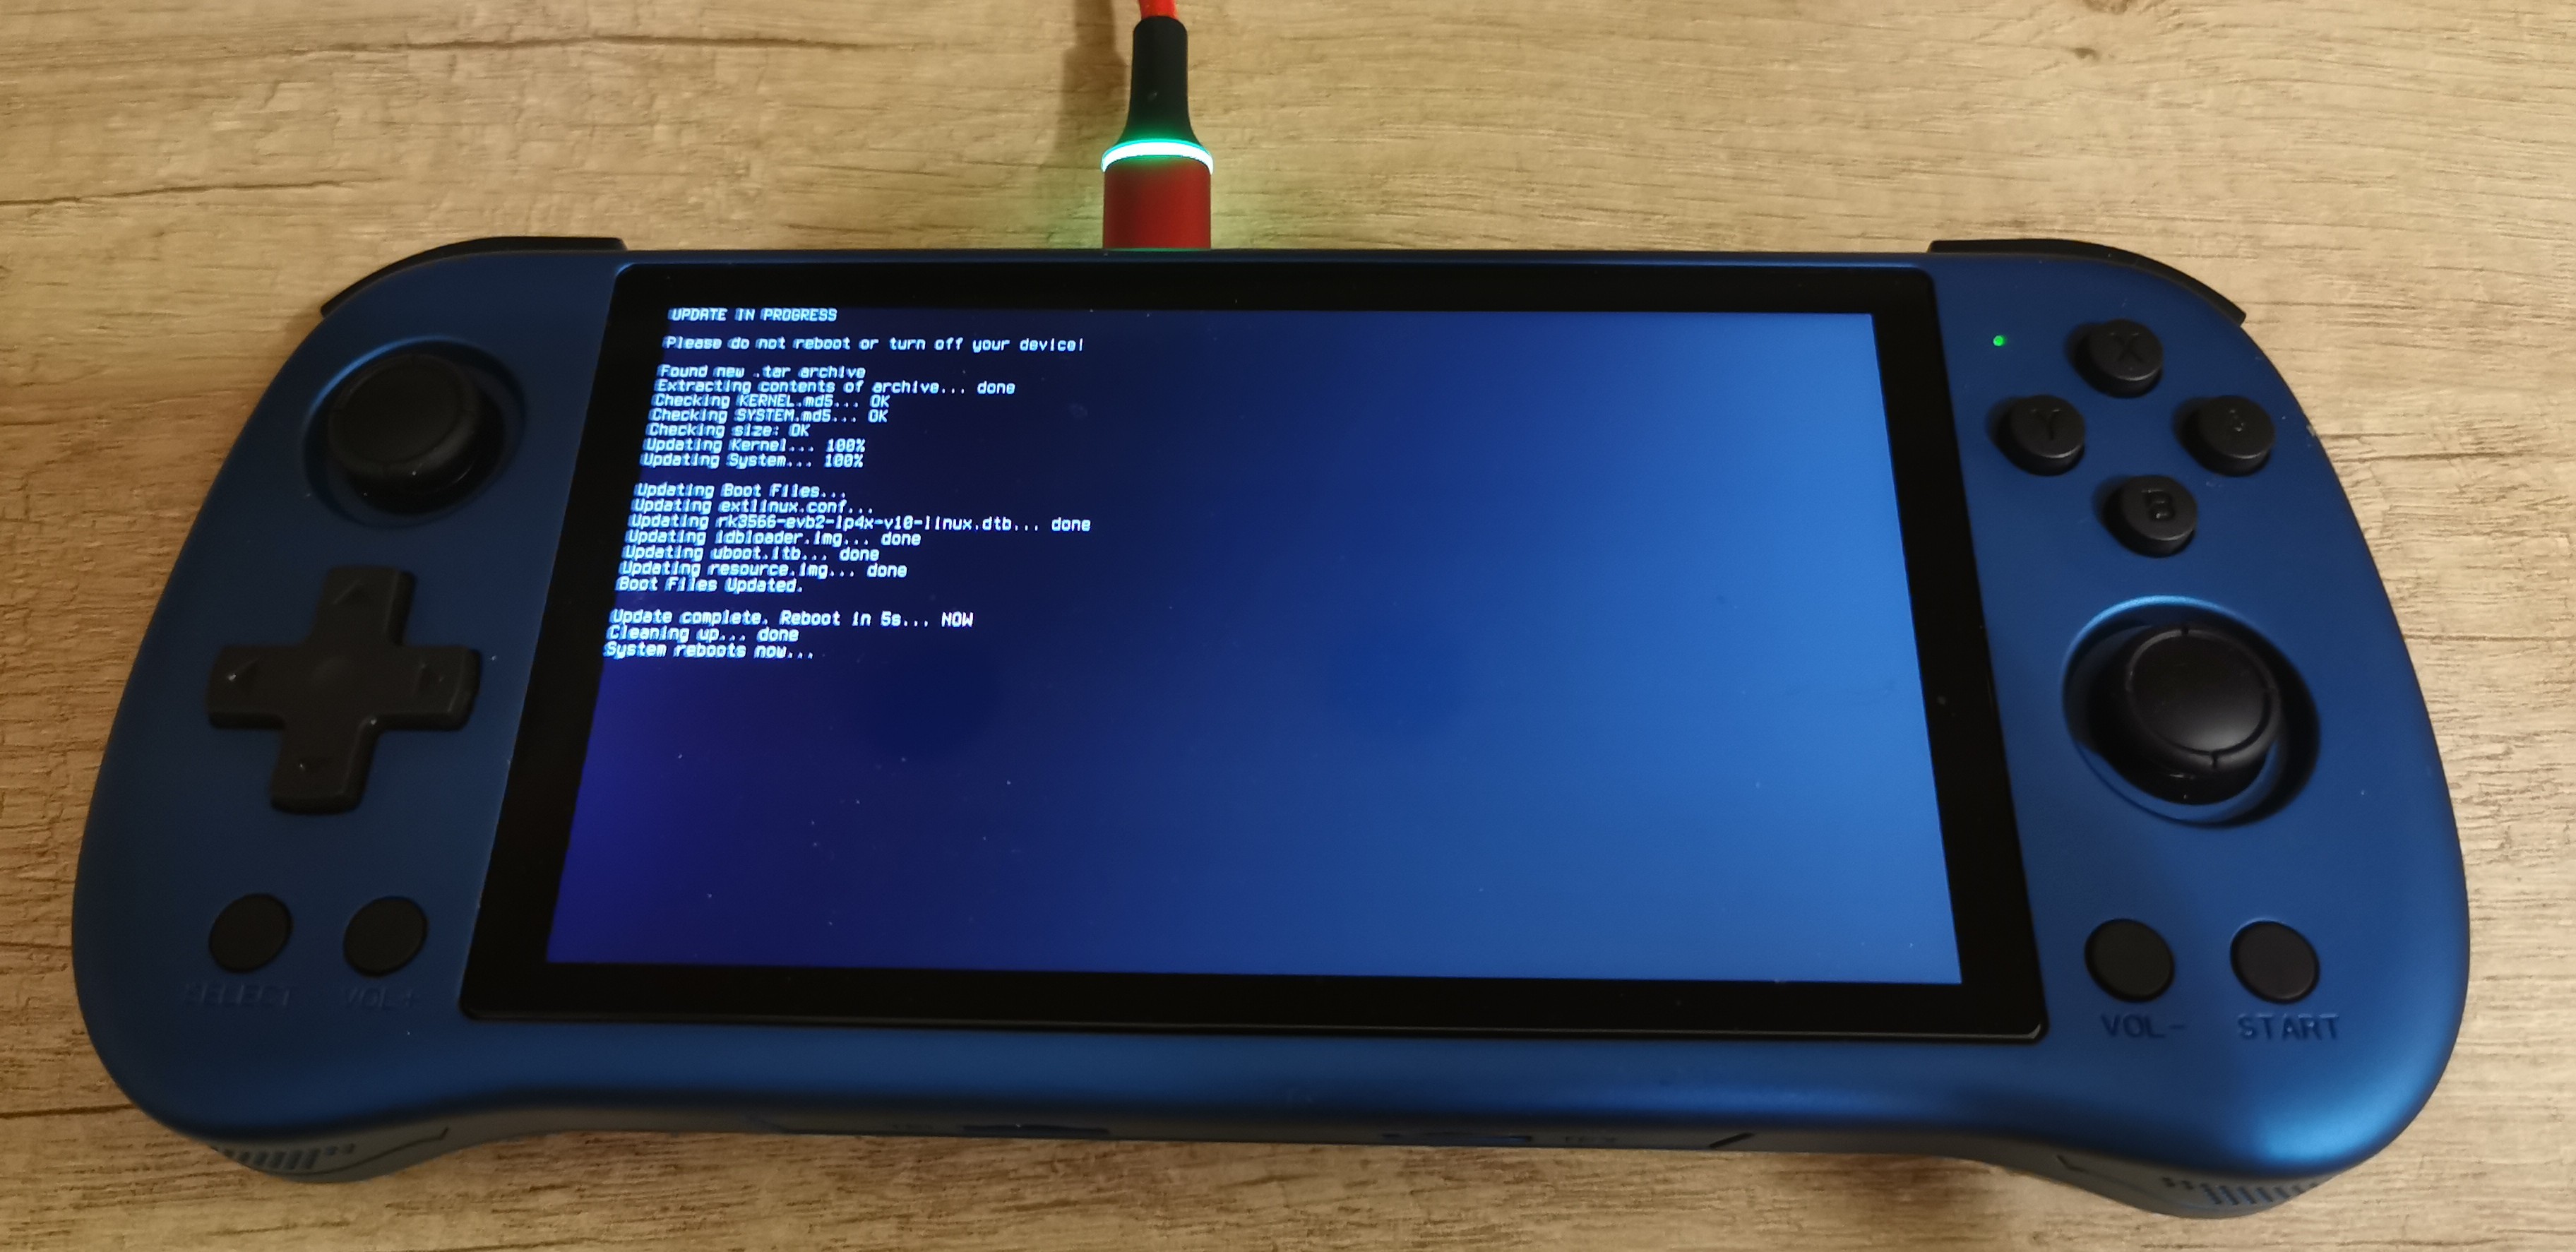 UPDATE IN PROGRESS
Please do not reboot or turn off your device!
Found new .tar archive
Extracting contents of archive... done
Checking KERNEL.md5... OK
Checking SYSTEM.md5... OK
Checking size: OK
Updating Kernel... 100%
Updating System... 100%
Updating Boot Files...
Updating extlinux.conf...
Updating rk3566-evb2-lp4x-v10-linux.dtb... done
Updating idbloader.img... done
Updating uboot.itb... done
Updating resource.img... done
Boot Files Updated.
Update complete. Reboot in 5s... NOW
Cleaning up... done
System reboots now...
X
Y
B
SELECT
VOL+
VOL-
START